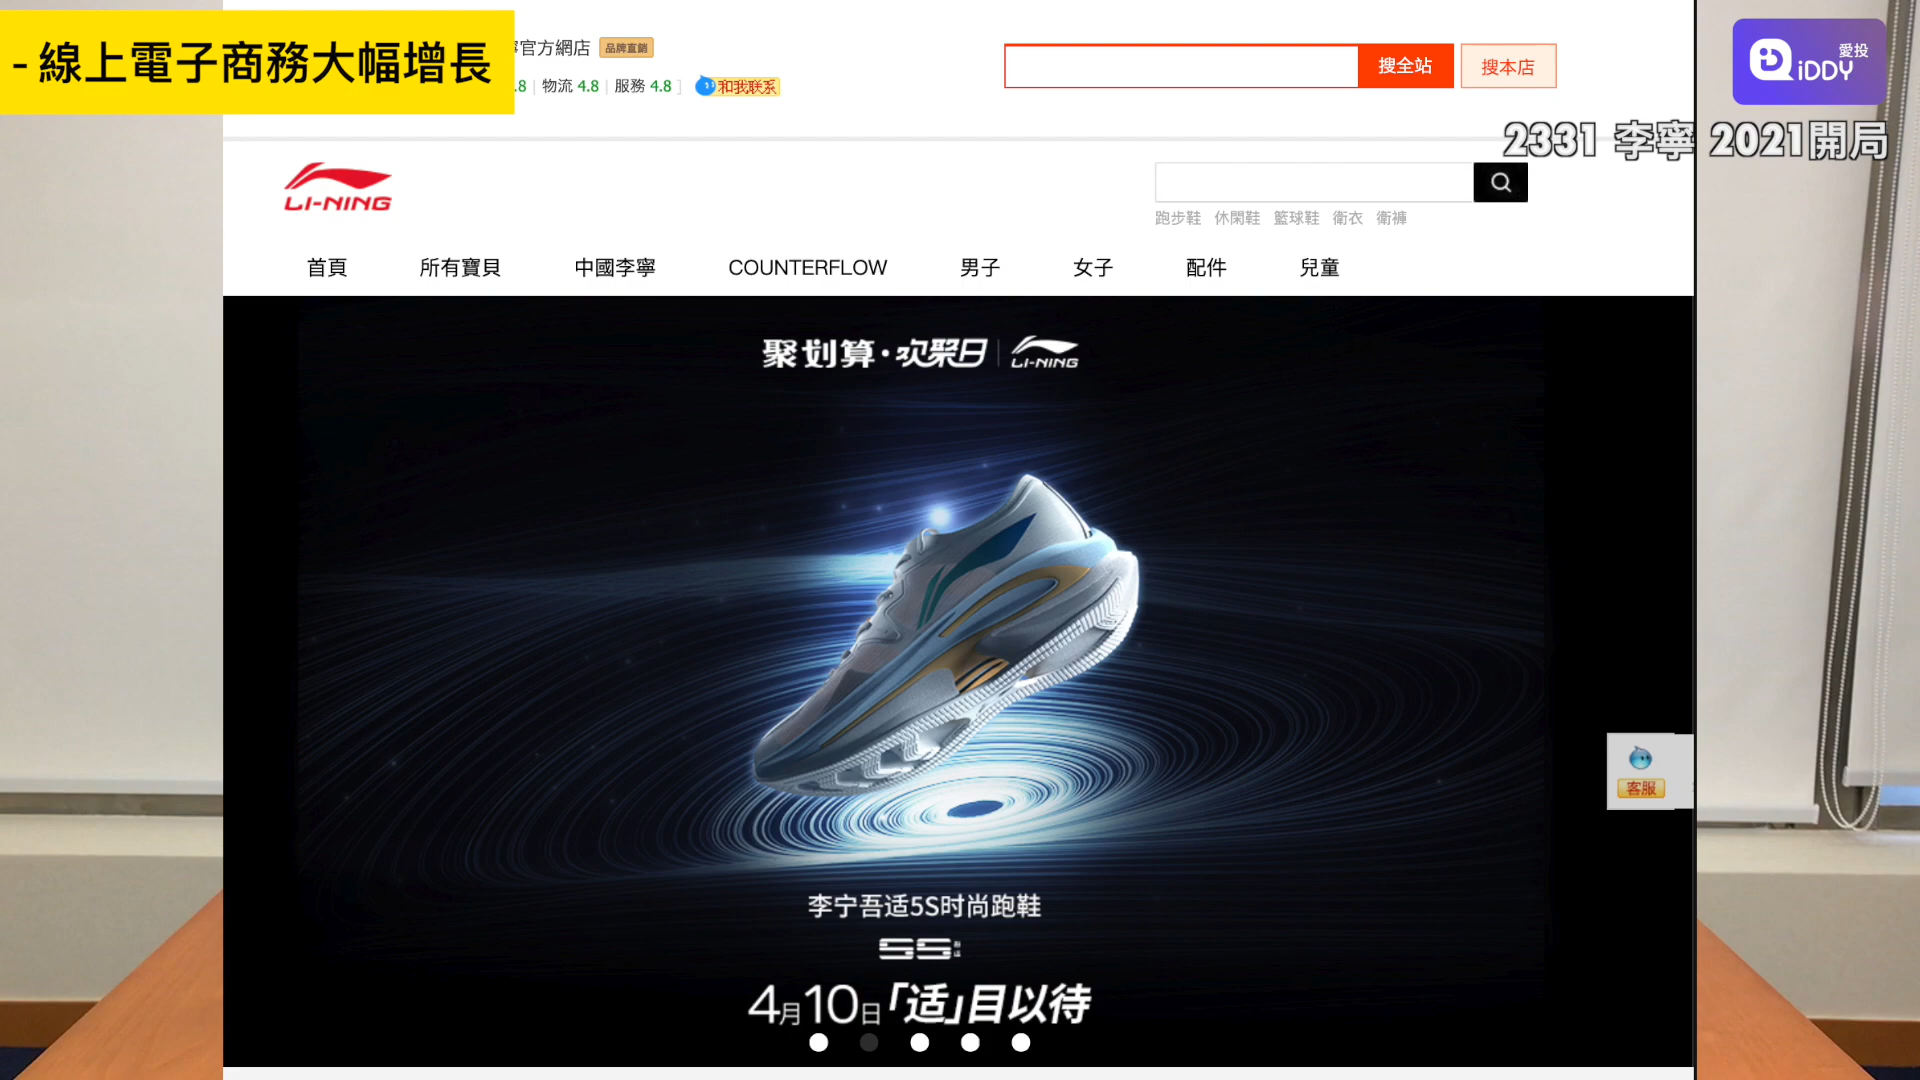 - 線上電子商務大幅增長
官方網店 品牌直銷
.8 | 物流 4.8 | 服務 4.8 ] 和我联系
搜全站 搜本店
iDDY 愛投
2331 李寧 2021開局
LI-NING
跑步鞋 休閑鞋 籃球鞋 衛衣 衛褲
首頁 所有寶貝 中國李寧 COUNTERFLOW 男子 女子 配件 兒童
聚划算·欢聚日 | LI-NING
客服
李宁吾适5S时尚跑鞋
5S
4月10日「适」目以待